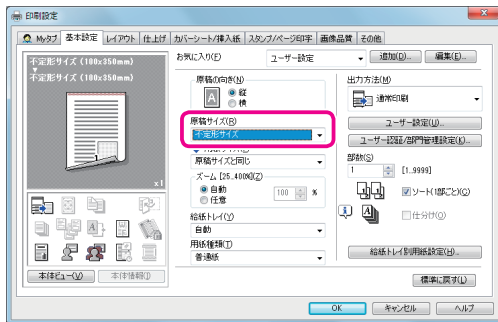 印刷設定
Myタブ 基本設定 レイアウト 仕上げ カバーシート/挿入紙 スタンプ/ページ印字 画像品質 その他
不定形サイズ (100x350mm)
不定形サイズ (100x350mm)
x1
本体ビュー(V) 本体情報(I)
お気に入り(F) ユーザー設定 追加(D)... 編集(E)...
原稿の向き(N)
縦
横
原稿サイズ(R)
不定形サイズ
原稿サイズと同じ
ズーム [25..400%](Z)
自動
任意
100 %
給紙トレイ(Y)
自動
用紙種類(T)
普通紙
出力方法(M)
通常印刷
ユーザー設定(U)...
ユーザー認証/部門管理設定(K)...
部数(S)
1 [1..9999]
ソート(1部ごと)(C)
仕分け(O)
給紙トレイ別用紙設定(H)...
標準に戻す(L)
OK キャンセル ヘルプ